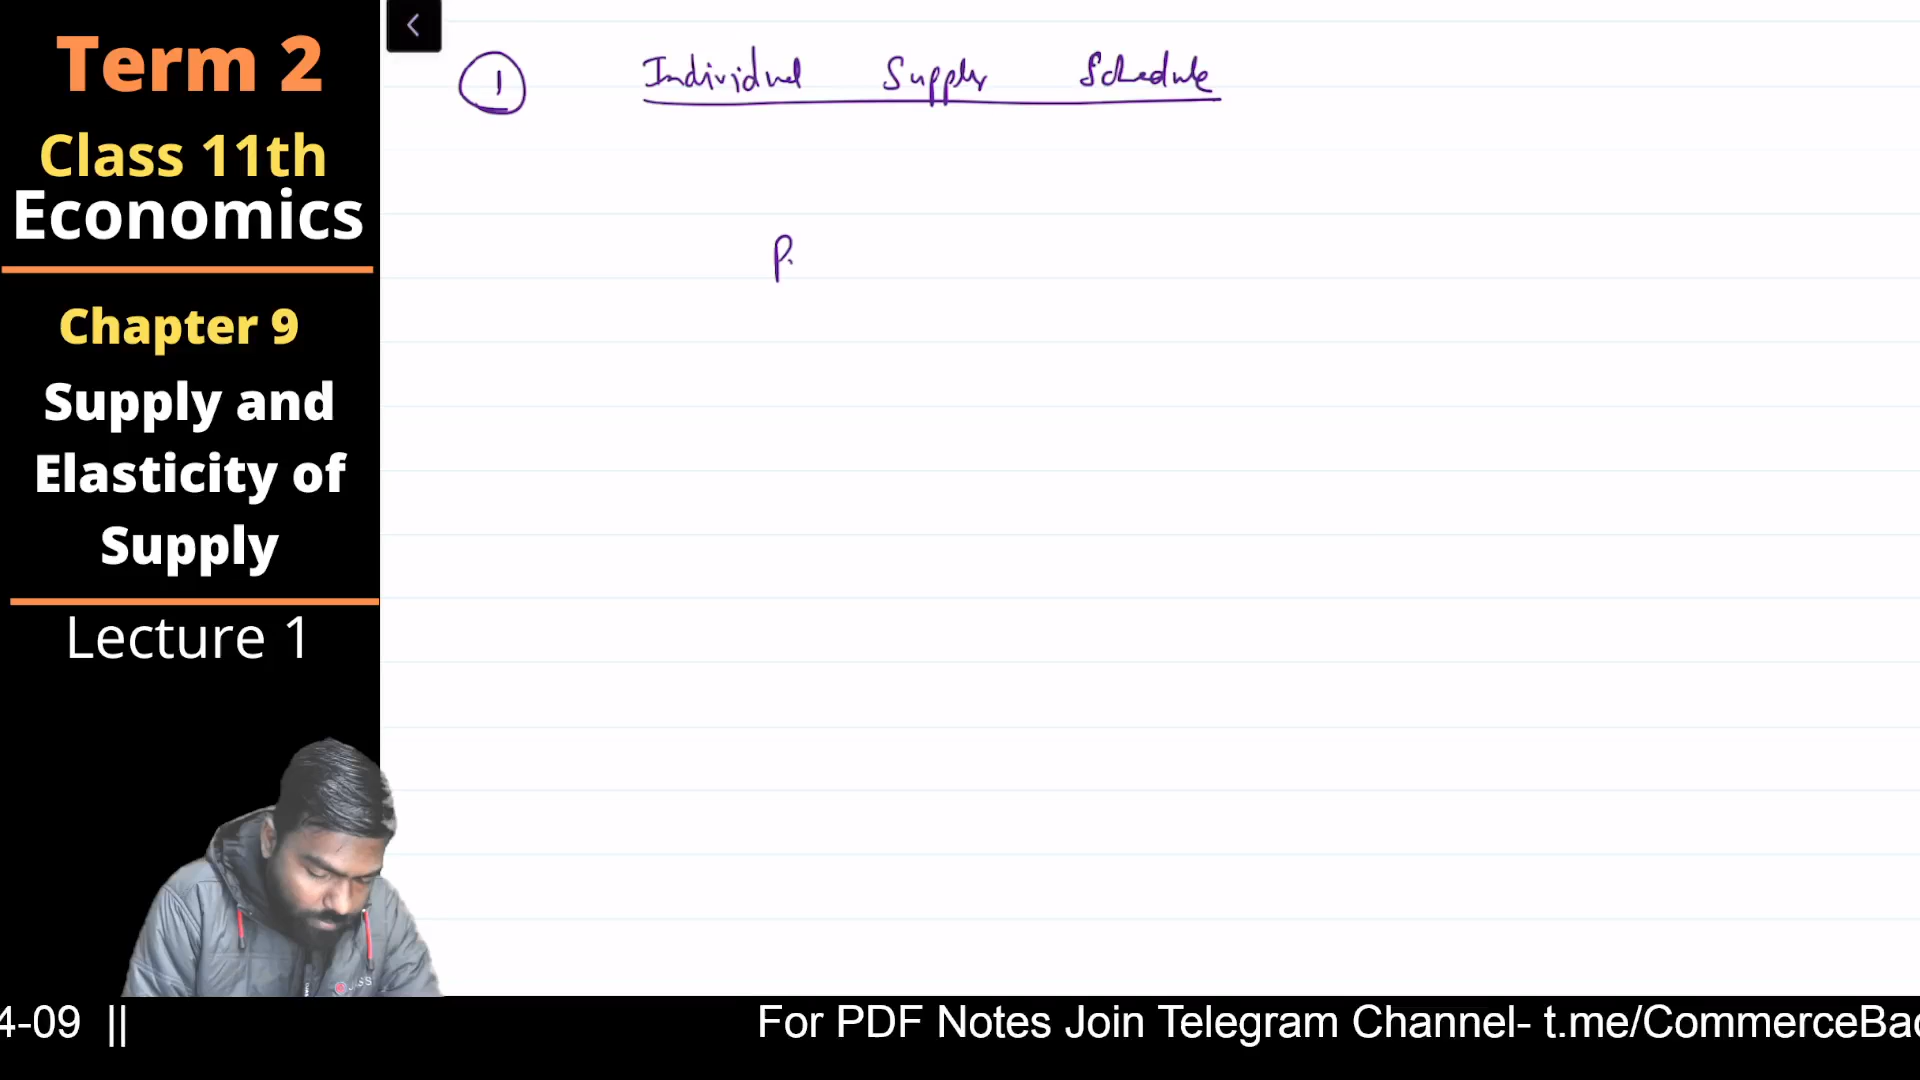 Term 2
Class 11th
Economics
Chapter 9
Supply and
Elasticity of
Supply
Lecture 1
1 Individual Supply Schedule
P.
4-09 || For PDF Notes Join Telegram Channel- t.me/CommerceBac